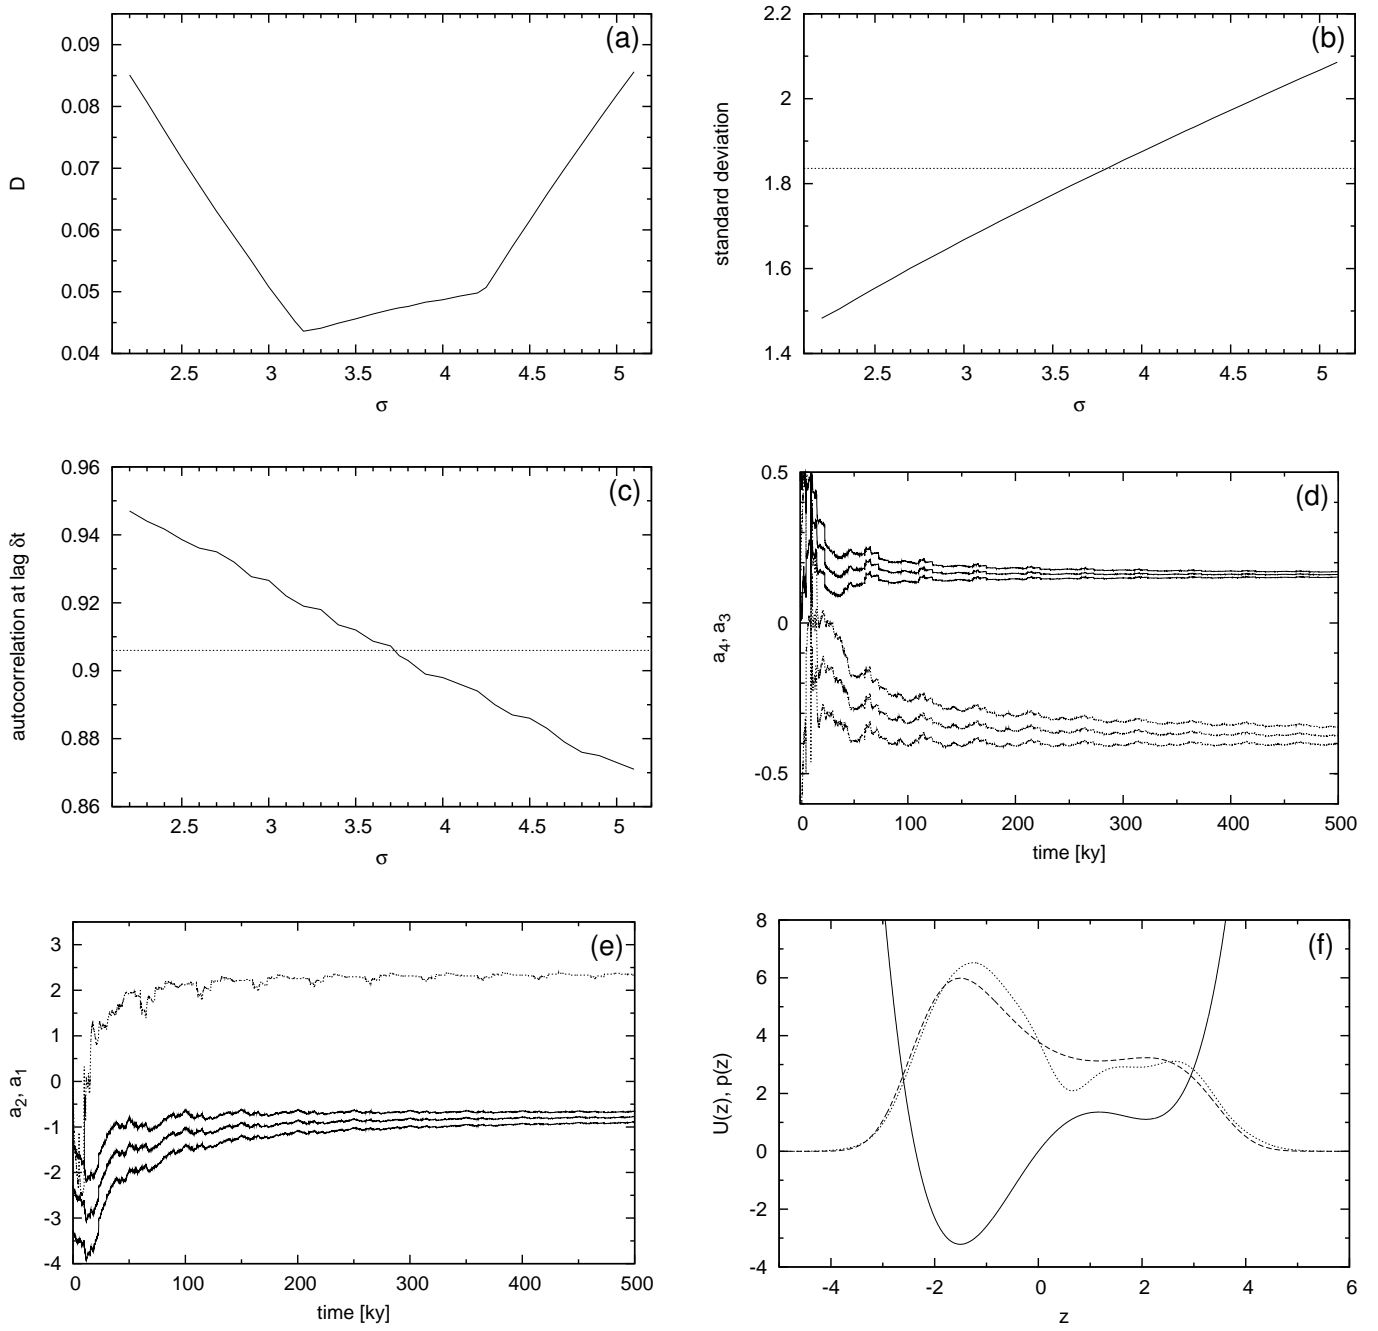 (a)
0.09
0.08
0.07
0.06
0.05
0.04
D
2.5 3 3.5 4 4.5 5
σ
(b)
2.2
2
1.8
1.6
1.4
standard deviation
2.5 3 3.5 4 4.5 5
σ
(c)
0.96
0.94
0.92
0.9
0.88
0.86
autocorrelation at lag δt
2.5 3 3.5 4 4.5 5
σ
(d)
0.5
0
-0.5
a4, a3
0 100 200 300 400 500
time [ky]
(e)
3
2
1
0
-1
-2
-3
-4
a2, a1
0 100 200 300 400 500
time [ky]
(f)
8
6
4
2
0
-2
-4
U(z), p(z)
-4 -2 0 2 4 6
z